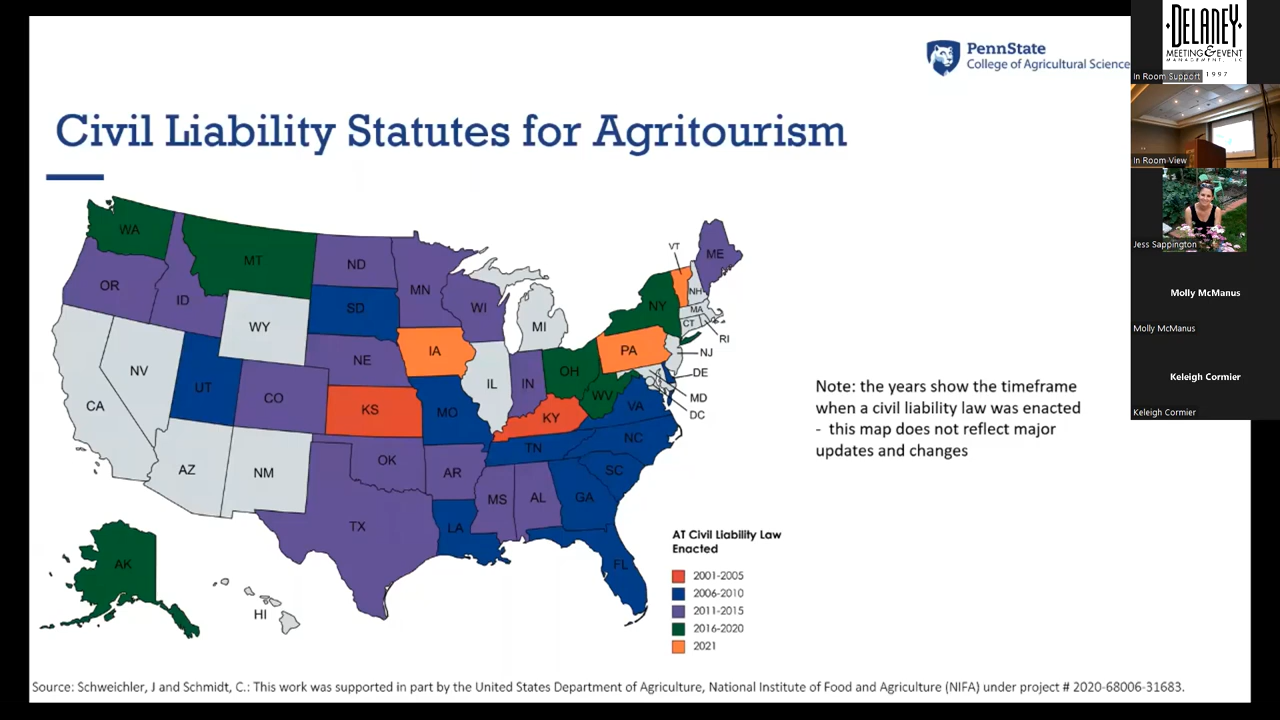 PennState
College of Agricultural Science
Civil Liability Statutes for Agritourism
WA
MT
ND
MN
ME
VT
OR
ID
SD
WI
NY
NH
MA
CT
RI
WY
MI
NE
IA
PA
NJ
NV
UT
CO
IL
IN
OH
DE
CA
KS
MO
KY
WV
VA
MD
DC
AZ
NM
OK
AR
TN
NC
SC
MS
AL
GA
TX
LA
FL
AK
HI
Note: the years show the timeframe
when a civil liability law was enacted
- this map does not reflect major
updates and changes
AT Civil Liability Law
Enacted
2001-2005
2006-2010
2011-2015
2016-2020
2021
Source: Schweichler, J and Schmidt, C.: This work was supported in part by the United States Department of Agriculture, National Institute of Food and Agriculture (NIFA) under project # 2020-68006-31683.
DELANEY
MEETING & EVENT
MANAGEMENT, LLC
1997
In Room Support
In Room View
Jess Sappington
Molly McManus
Molly McManus
Keleigh Cormier
Keleigh Cormier